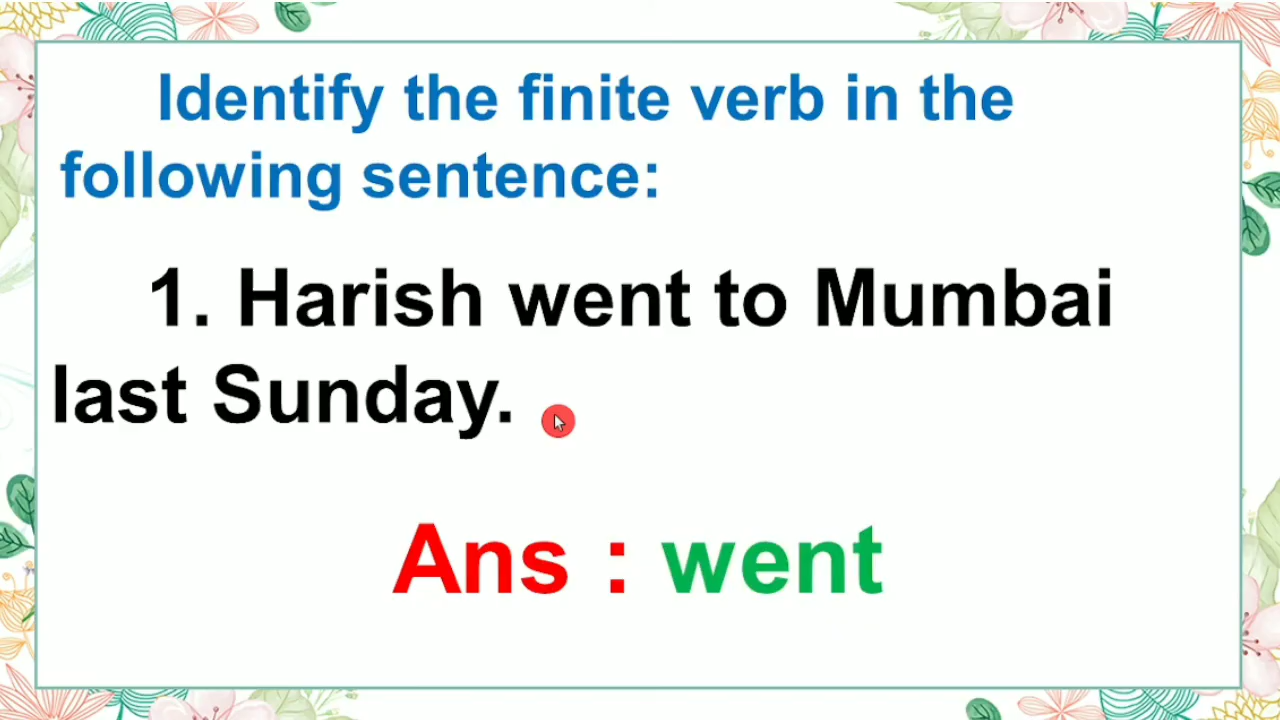 Identify the finite verb in the
following sentence:
1. Harish went to Mumbai
last Sunday.
Ans : went